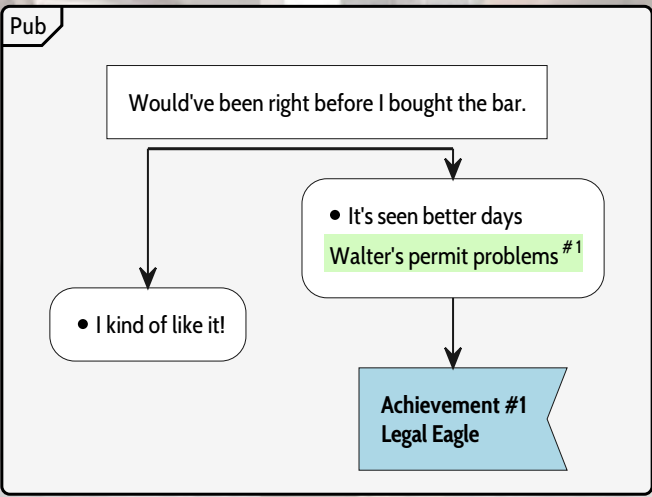 Pub
Would've been right before I bought the bar.
• It's seen better days
Walter's permit problems #1
• I kind of like it!
Achievement #1
Legal Eagle